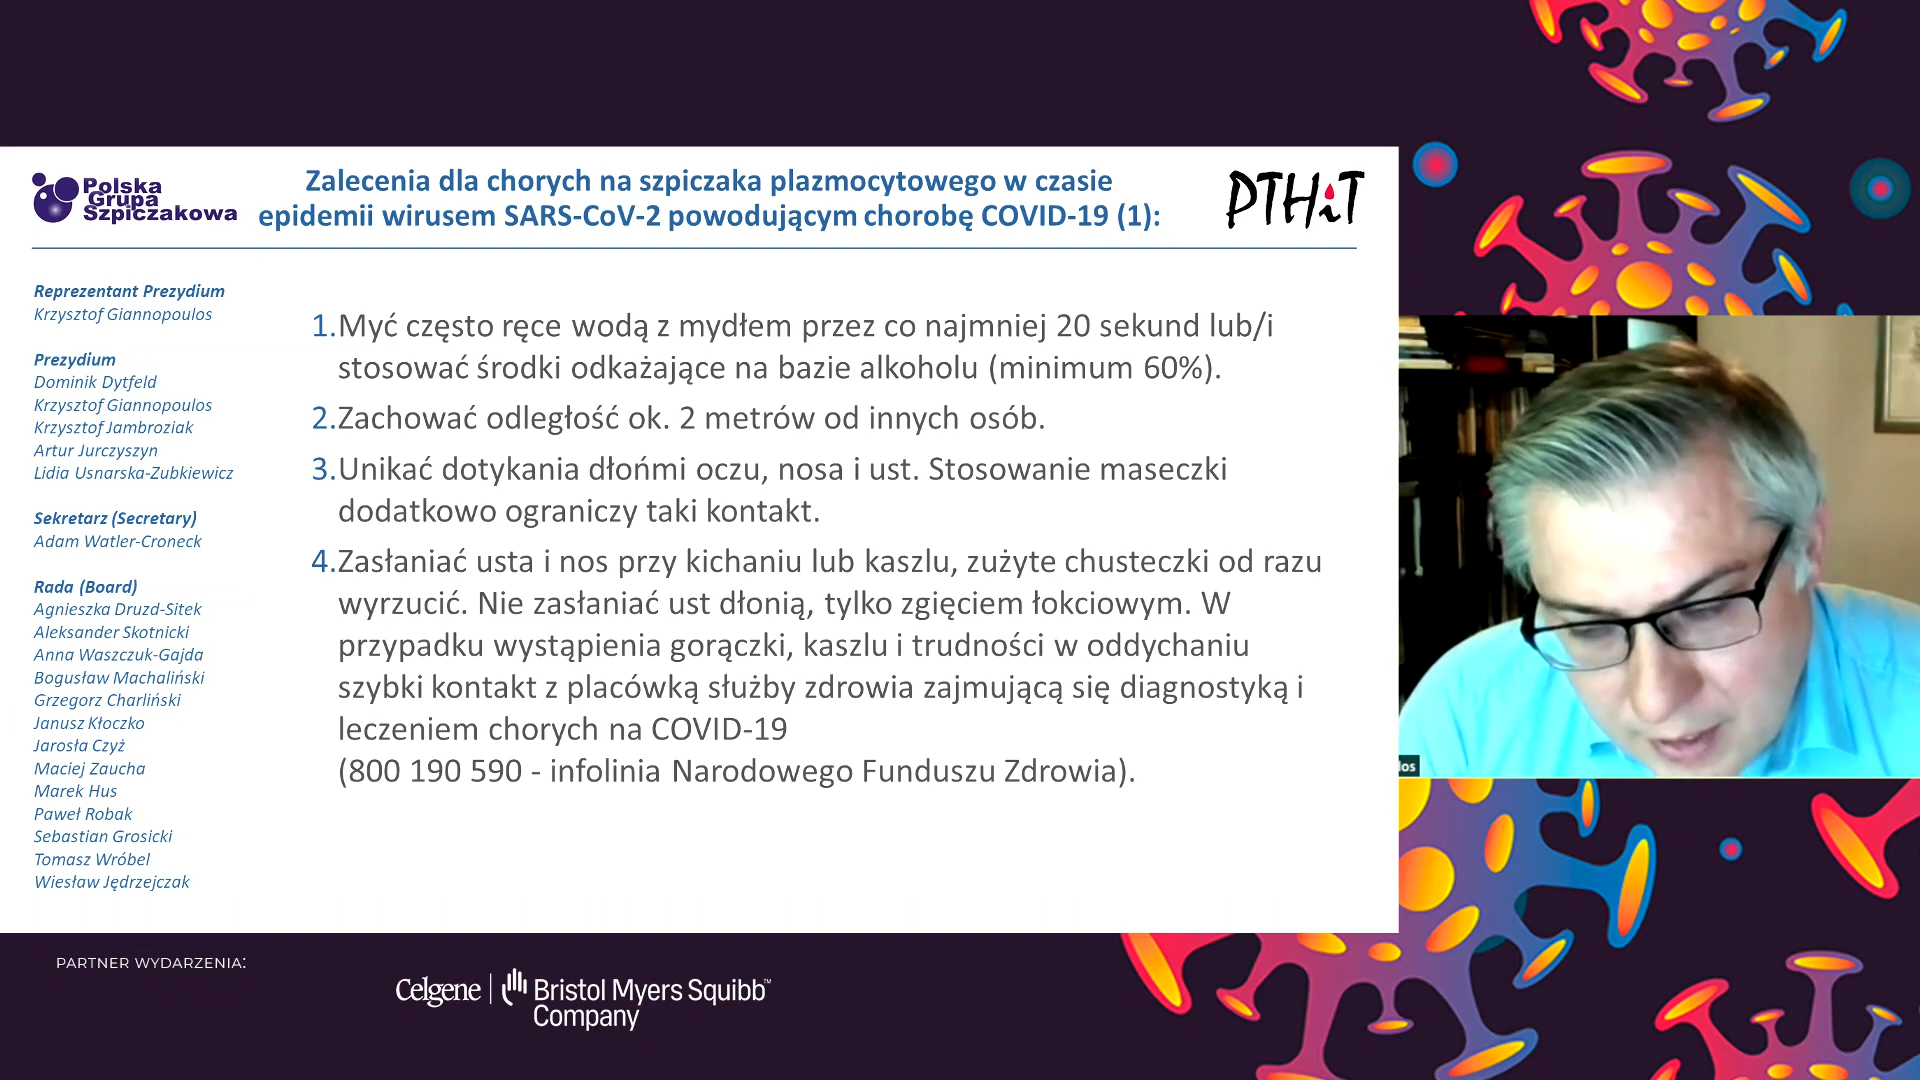 Polska
Grupa
Szpiczakowa
Zalecenia dla chorych na szpiczaka plazmocytowego w czasie
epidemii wirusem SARS-CoV-2 powodującym chorobę COVID-19 (1):
PTHiT
Reprezentant Prezydium
Krzysztof Giannopoulos
Prezydium
Dominik Dytfeld
Krzysztof Giannopoulos
Krzysztof Jambroziak
Artur Jurczyszyn
Lidia Usnarska-Zubkiewicz
Sekretarz (Secretary)
Adam Watler-Croneck
Rada (Board)
Agnieszka Druzd-Sitek
Aleksander Skotnicki
Anna Waszczuk-Gajda
Bogusław Machaliński
Grzegorz Charliński
Janusz Kłoczko
Jarosła Czyż
Maciej Zaucha
Marek Hus
Paweł Robak
Sebastian Grosicki
Tomasz Wróbel
Wiesław Jędrzejczak
1.Myć często ręce wodą z mydłem przez co najmniej 20 sekund lub/i
stosować środki odkażające na bazie alkoholu (minimum 60%).
2.Zachować odległość ok. 2 metrów od innych osób.
3.Unikać dotykania dłońmi oczu, nosa i ust. Stosowanie maseczki
dodatkowo ograniczy taki kontakt.
4.Zasłaniać usta i nos przy kichaniu lub kaszlu, zużyte chusteczki od razu
wyrzucić. Nie zasłaniać ust dłonią, tylko zgięciem łokciowym. W
przypadku wystąpienia gorączki, kaszlu i trudności w oddychaniu
szybki kontakt z placówką służby zdrowia zajmującą się diagnostyką i
leczeniem chorych na COVID-19
(800 190 590 - infolinia Narodowego Funduszu Zdrowia).
los
PARTNER WYDARZENIA:
Celgene | Bristol Myers Squibb™
Company